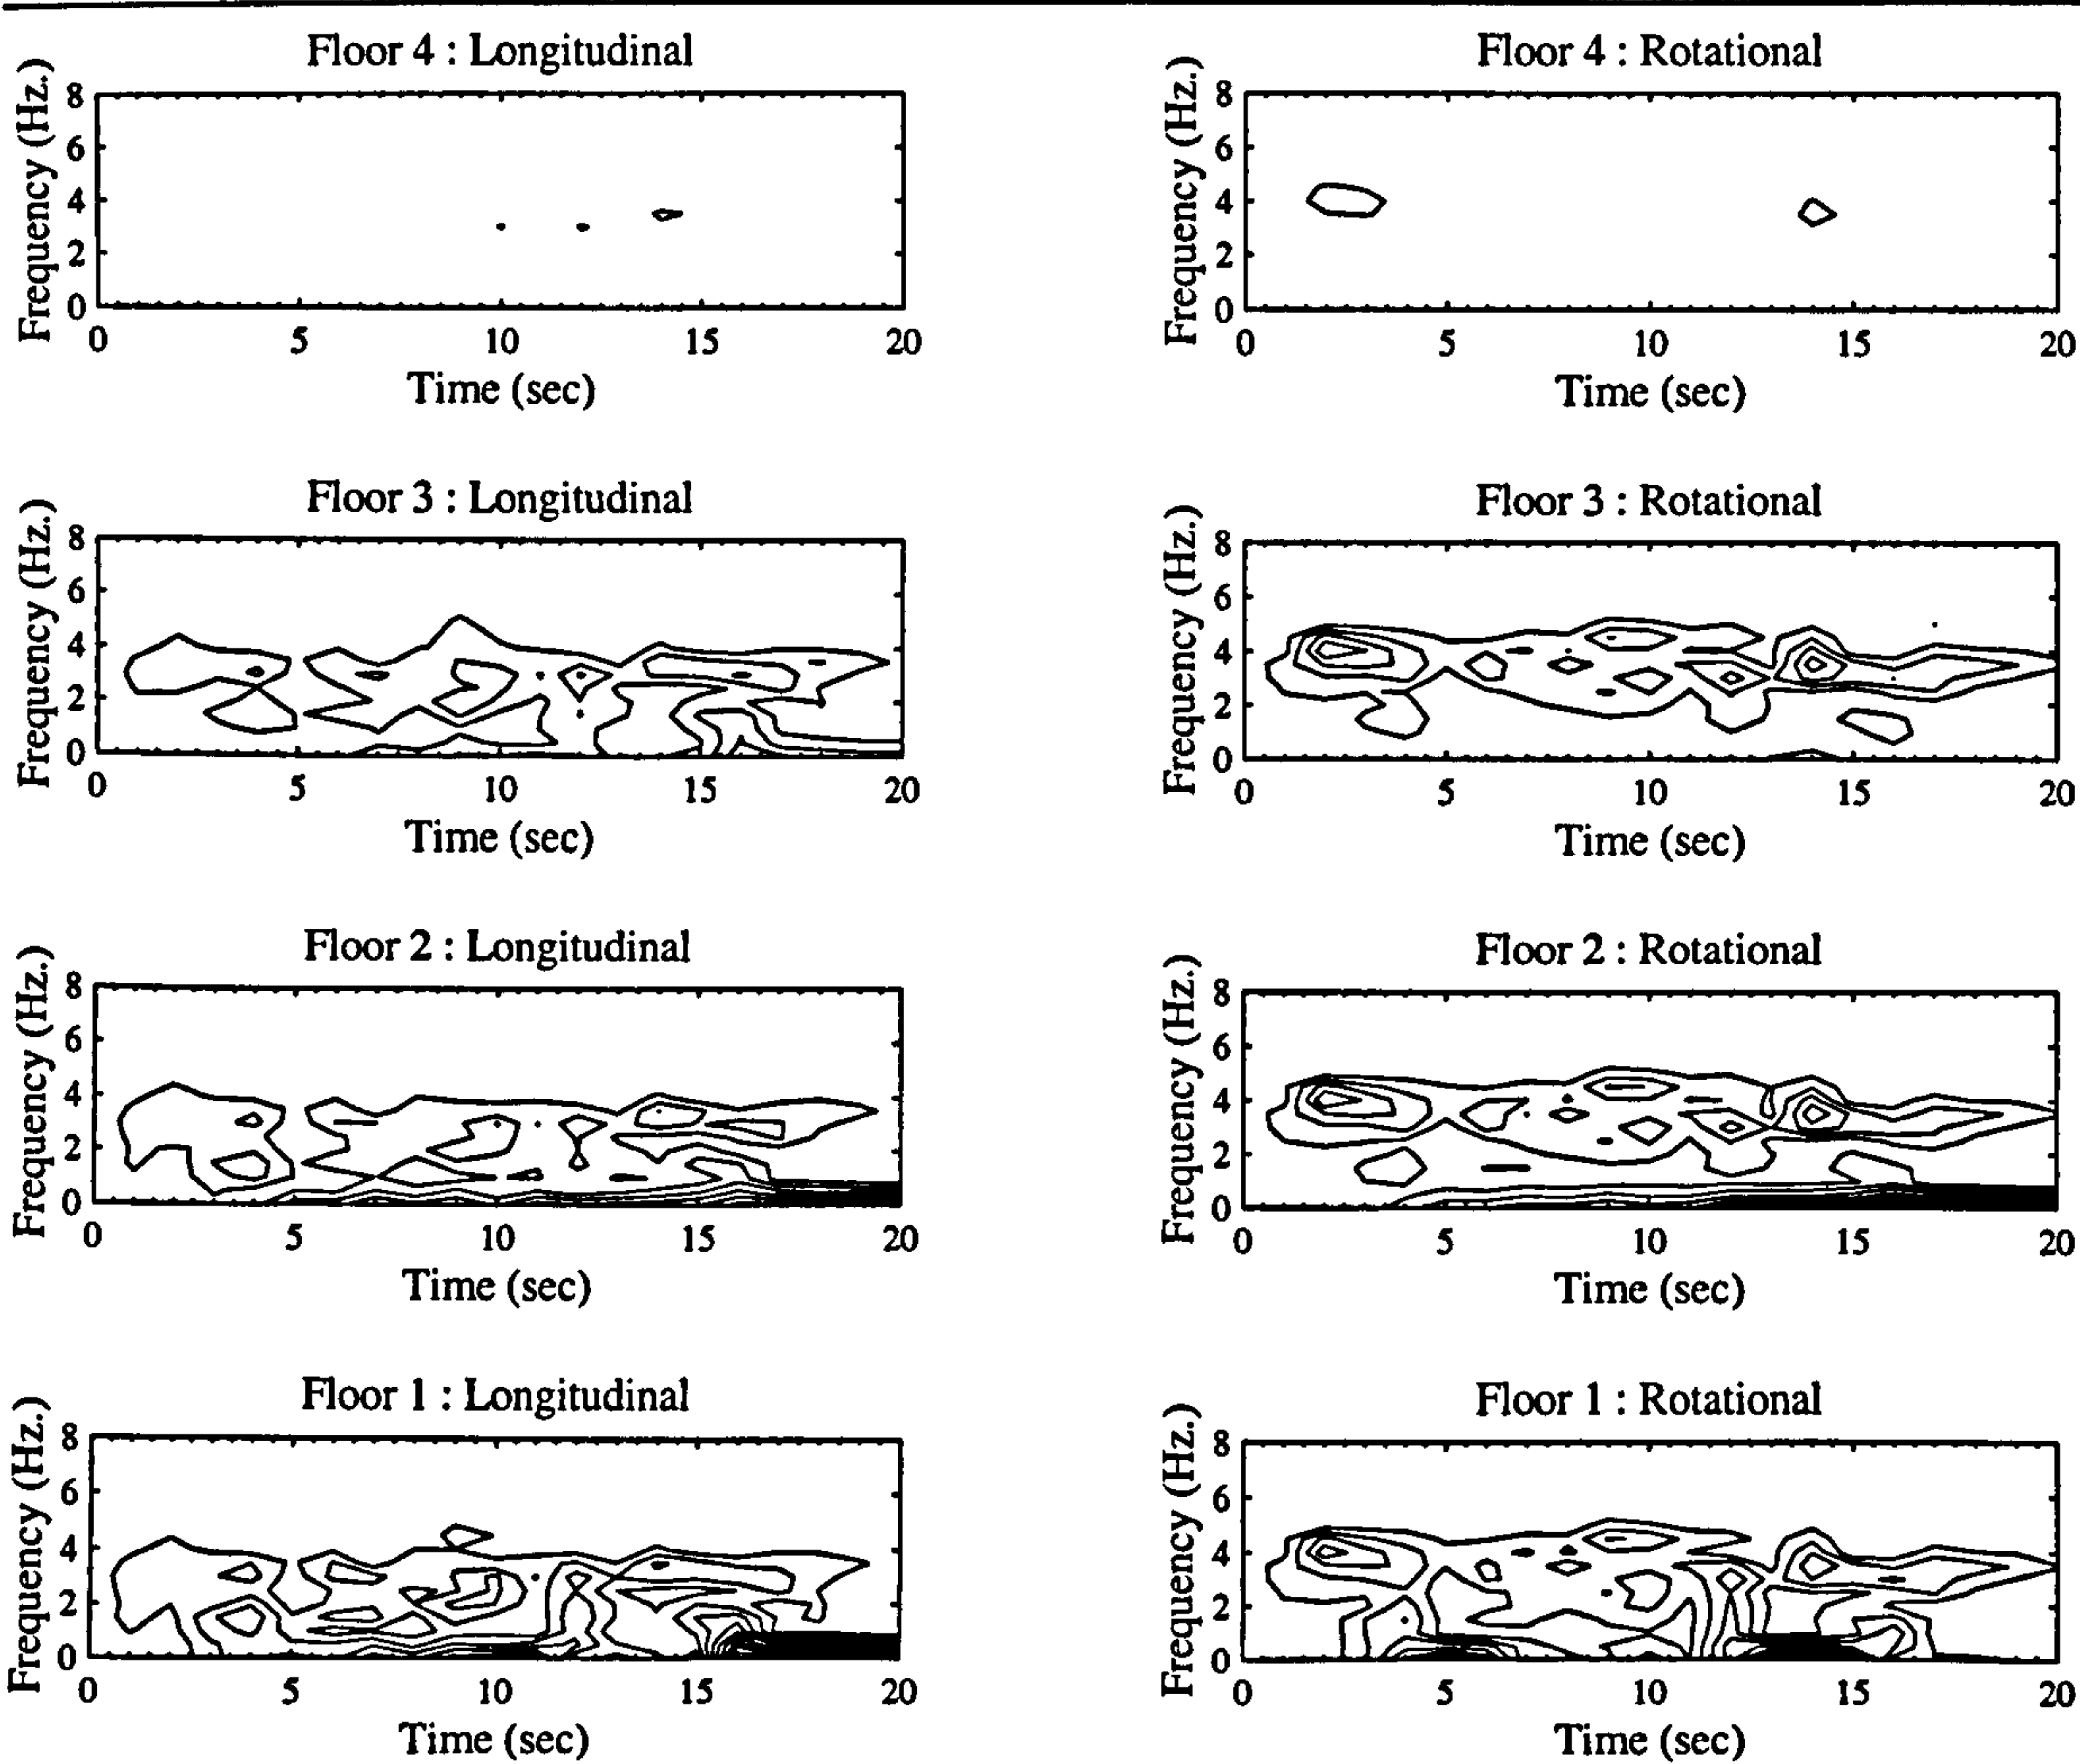 Floor 4 : Longitudinal
Frequency (Hz.)
8
6
4
2
0
0 5 10 15 20
Time (sec)
Floor 4 : Rotational
Frequency (Hz.)
8
6
4
2
0
0 5 10 15 20
Time (sec)
Floor 3 : Longitudinal
Frequency (Hz.)
8
6
4
2
0
0 5 10 15 20
Time (sec)
Floor 3 : Rotational
Frequency (Hz.)
8
6
4
2
0
0 5 10 15 20
Time (sec)
Floor 2 : Longitudinal
Frequency (Hz.)
8
6
4
2
0
0 5 10 15 20
Time (sec)
Floor 2 : Rotational
Frequency (Hz.)
8
6
4
2
0
0 5 10 15 20
Time (sec)
Floor 1 : Longitudinal
Frequency (Hz.)
8
6
4
2
0
0 5 10 15 20
Time (sec)
Floor 1 : Rotational
Frequency (Hz.)
8
6
4
2
0
0 5 10 15 20
Time (sec)